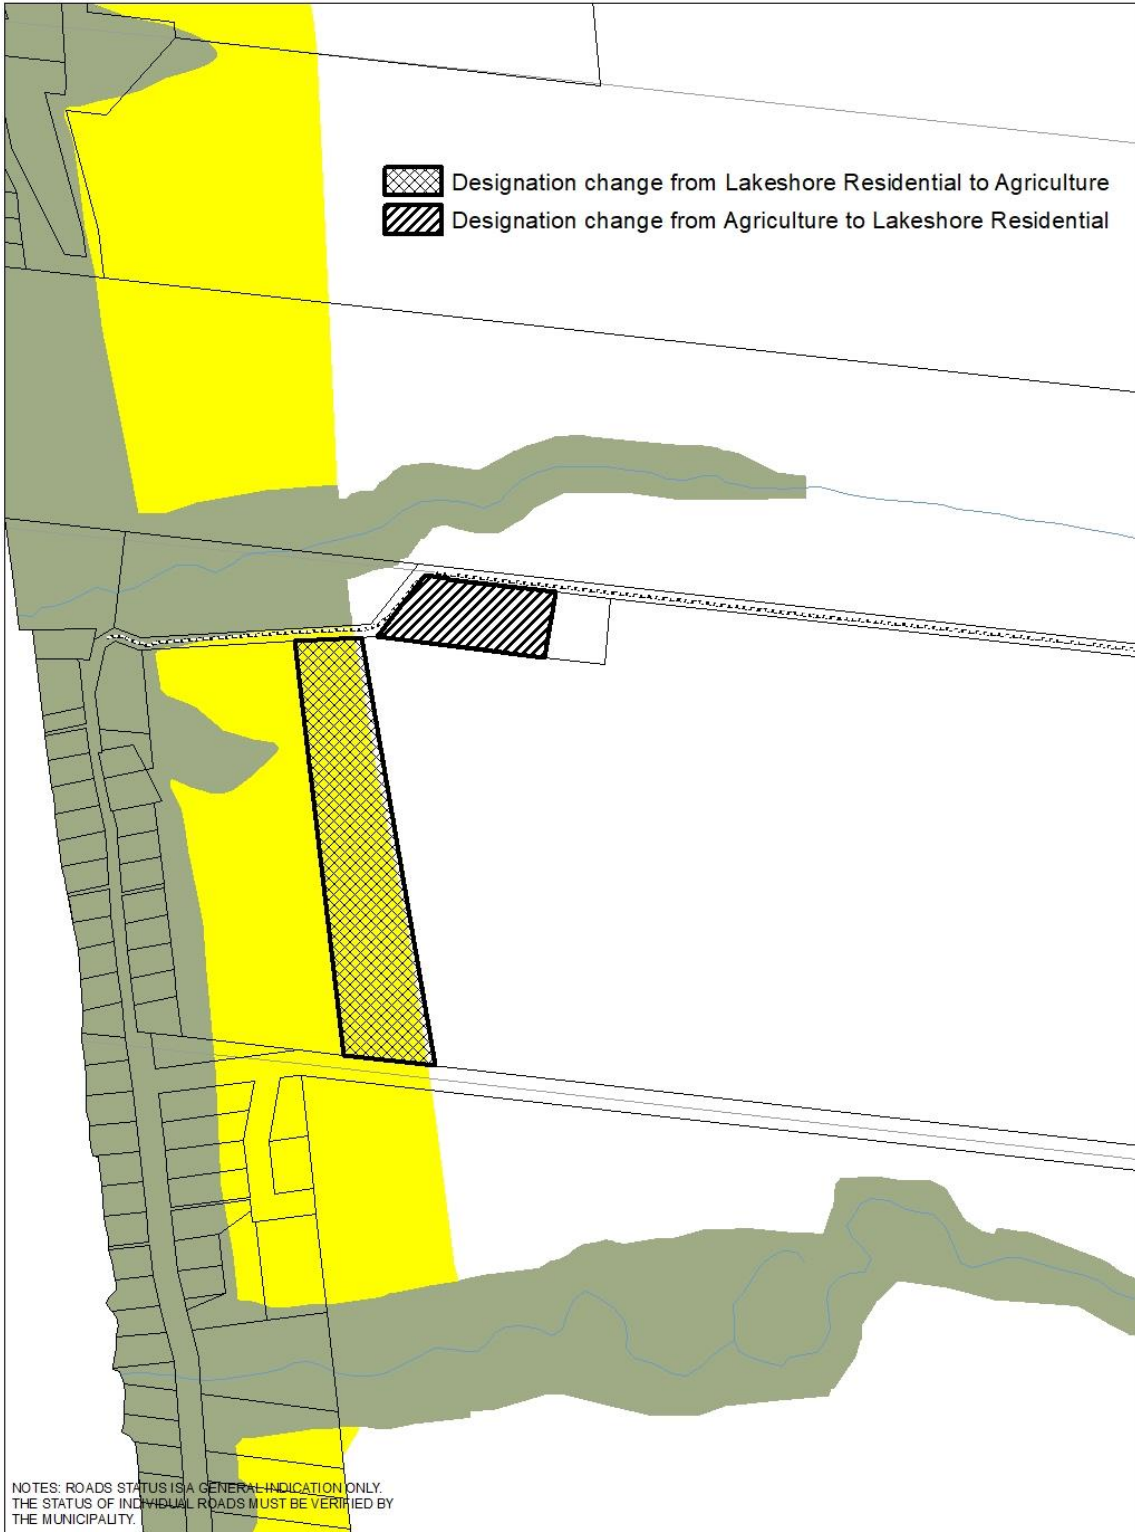 Designation change from Lakeshore Residential to Agriculture
Designation change from Agriculture to Lakeshore Residential
NOTES: ROADS STATUS IS A GENERAL INDICATION ONLY.
THE STATUS OF INDIVIDUAL ROADS MUST BE VERIFIED BY
THE MUNICIPALITY.